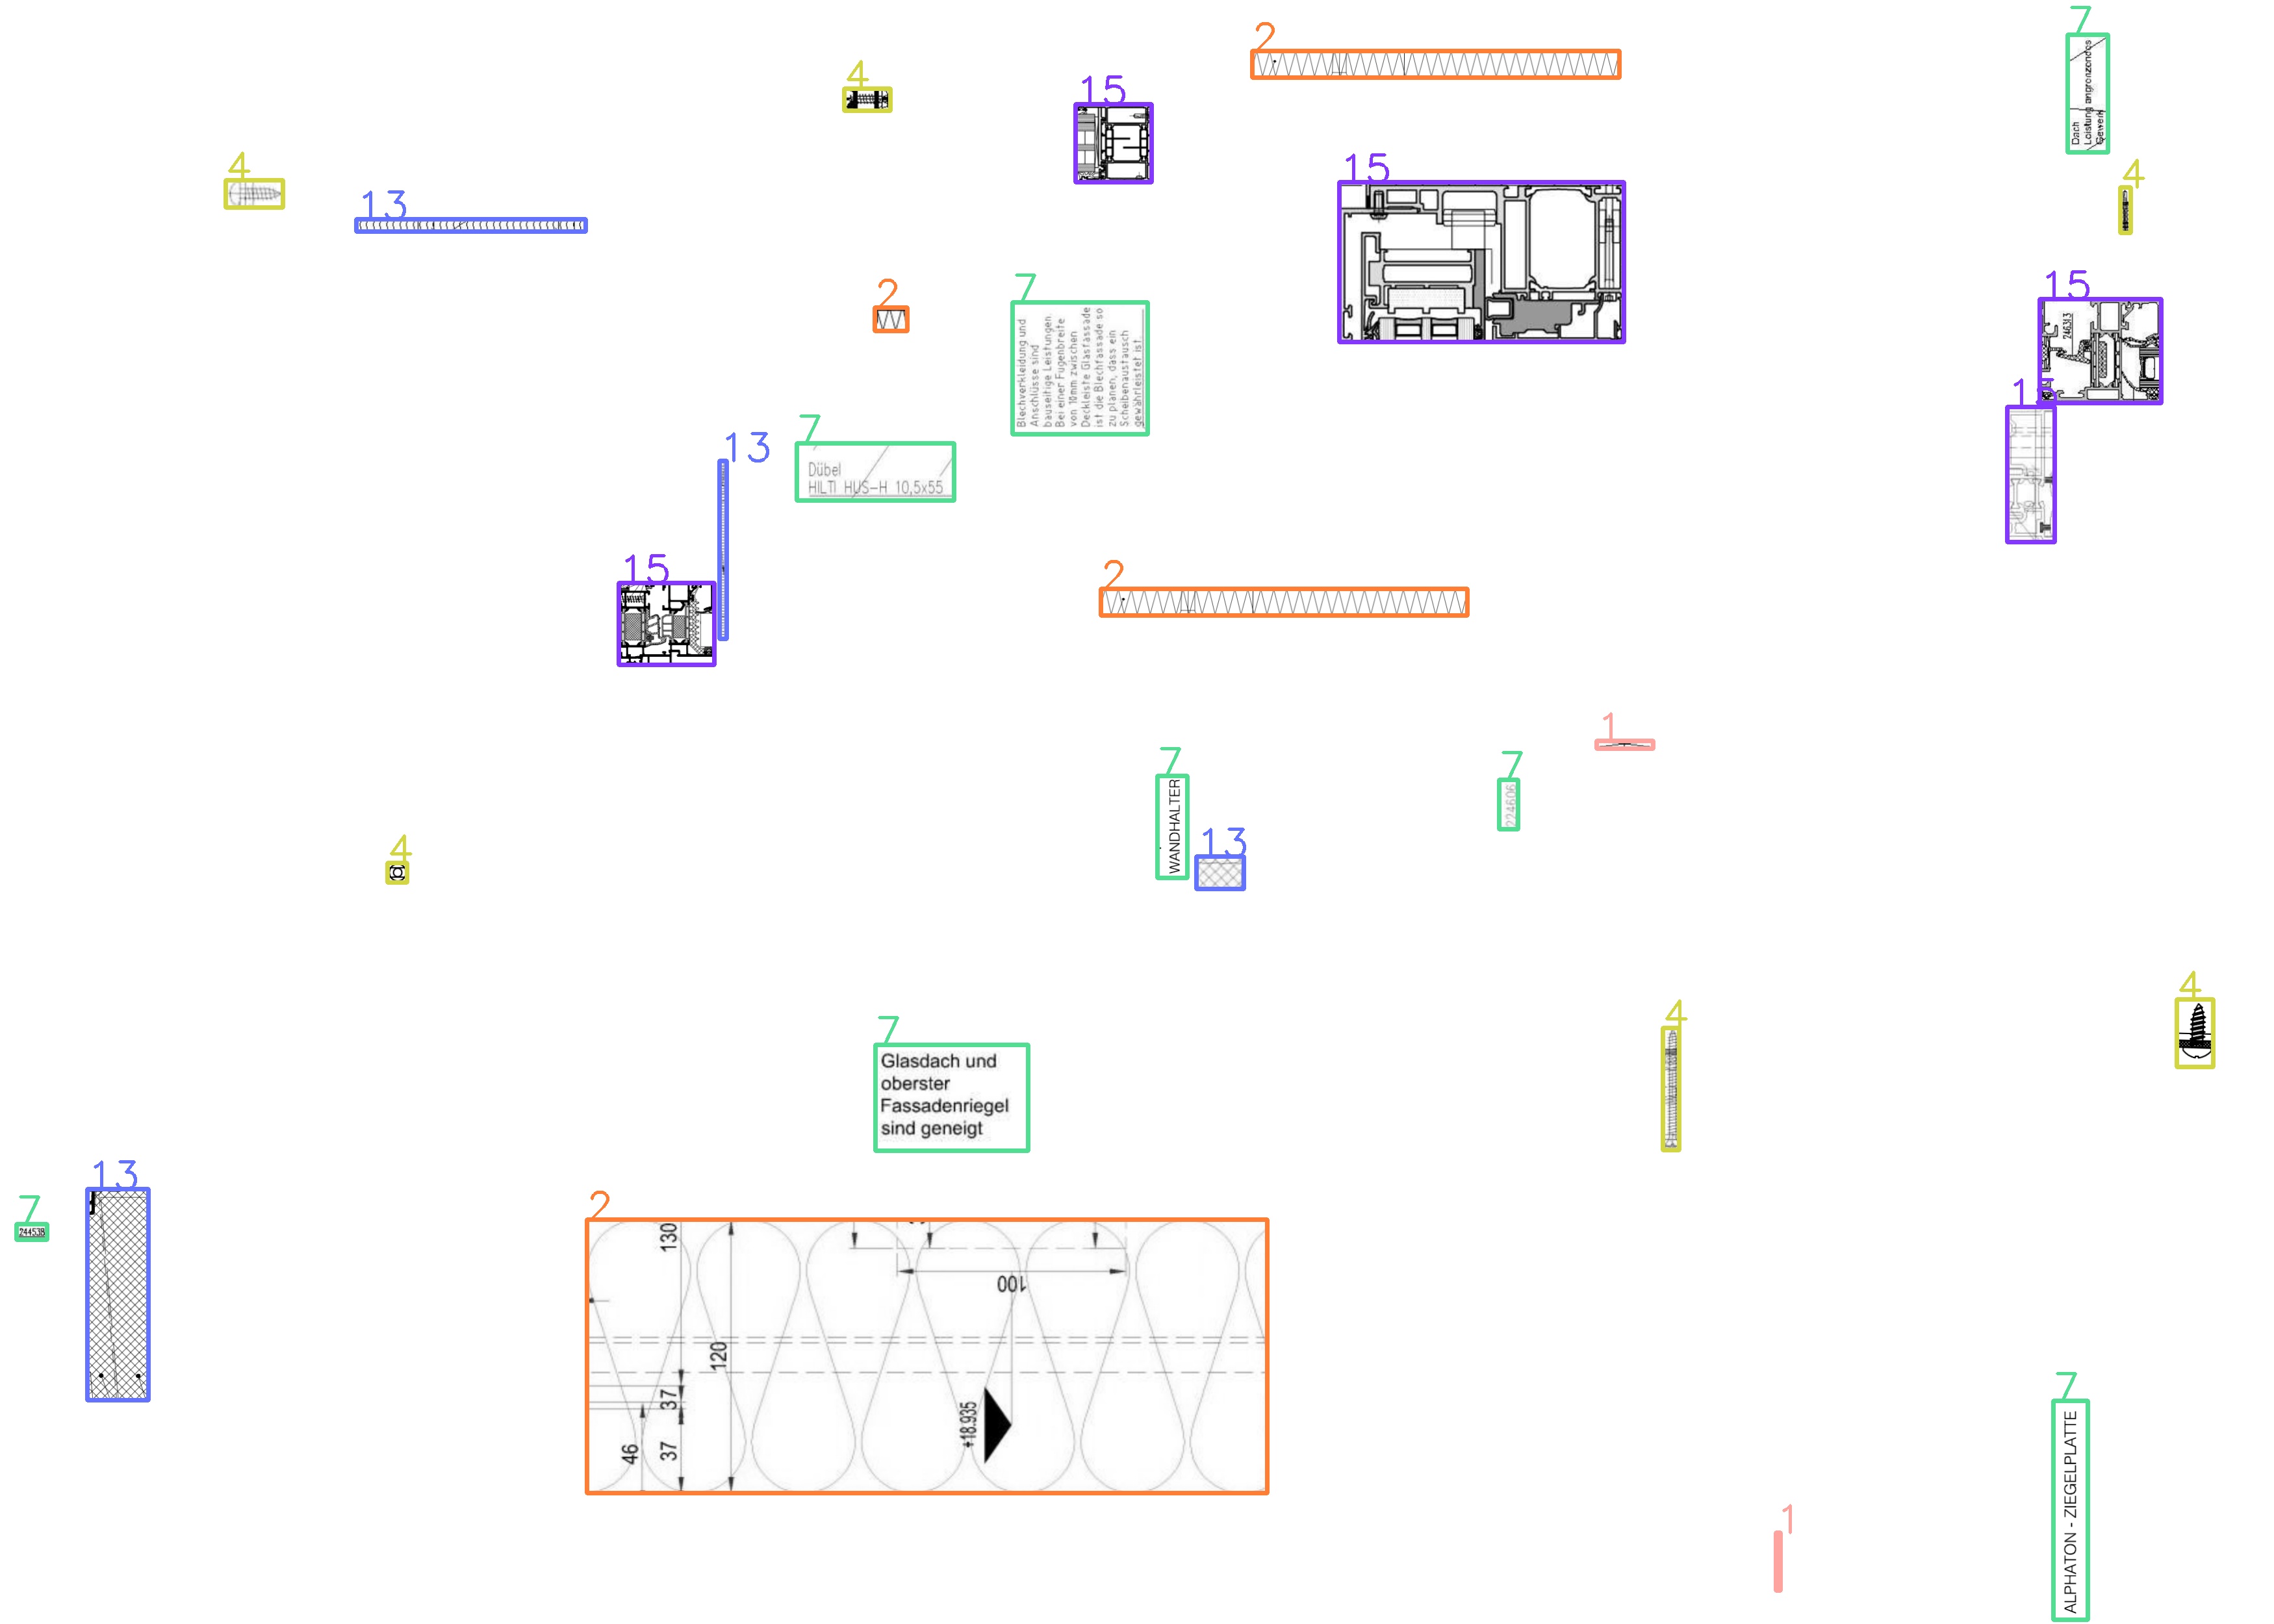 2
7
Dach
Leistung angrenzendes
Gewerk
4
15
4
15
4
13
15
246313
2
7
Blechverkleidung und
Anschlüsse sind
bauseitige Leistungen.
Bei einer Fugenbreite
von 10mm zwischen
Deckleiste Glasfassade
ist die Blechfassade so
zu planen, dass ein
Scheibenaustausch
gewährleistet ist.
15
7
Dübel
HILTI HUS-H 10,5x55
13
15
2
1
7
WANDHALTER
7
224606
13
4
4
4
7
Glasdach und
oberster
Fassadenriegel
sind geneigt
13
7
244538
2
130
100
120
37
46
37
+18.935
7
ALPHATON - ZIEGELPLATTE
1